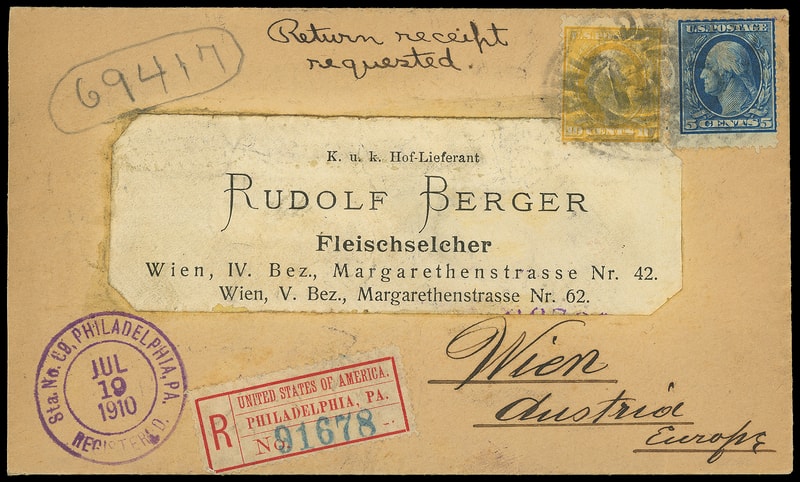 Return receipt
requested.
69417
U.S. POSTAGE
5 CENTS 5
K. u. k. Hof-Lieferant
RUDOLF BERGER
Fleischselcher
Wien, IV. Bez., Margarethenstrasse Nr. 42.
Wien, V. Bez., Margarethenstrasse Nr. 62.
Sta. No. 69, PHILADELPHIA, PA.
JUL
19
1910
REGISTERED.
R
UNITED STATES OF AMERICA.
PHILADELPHIA, PA.
No. 91678
Wien
Austria
Europe